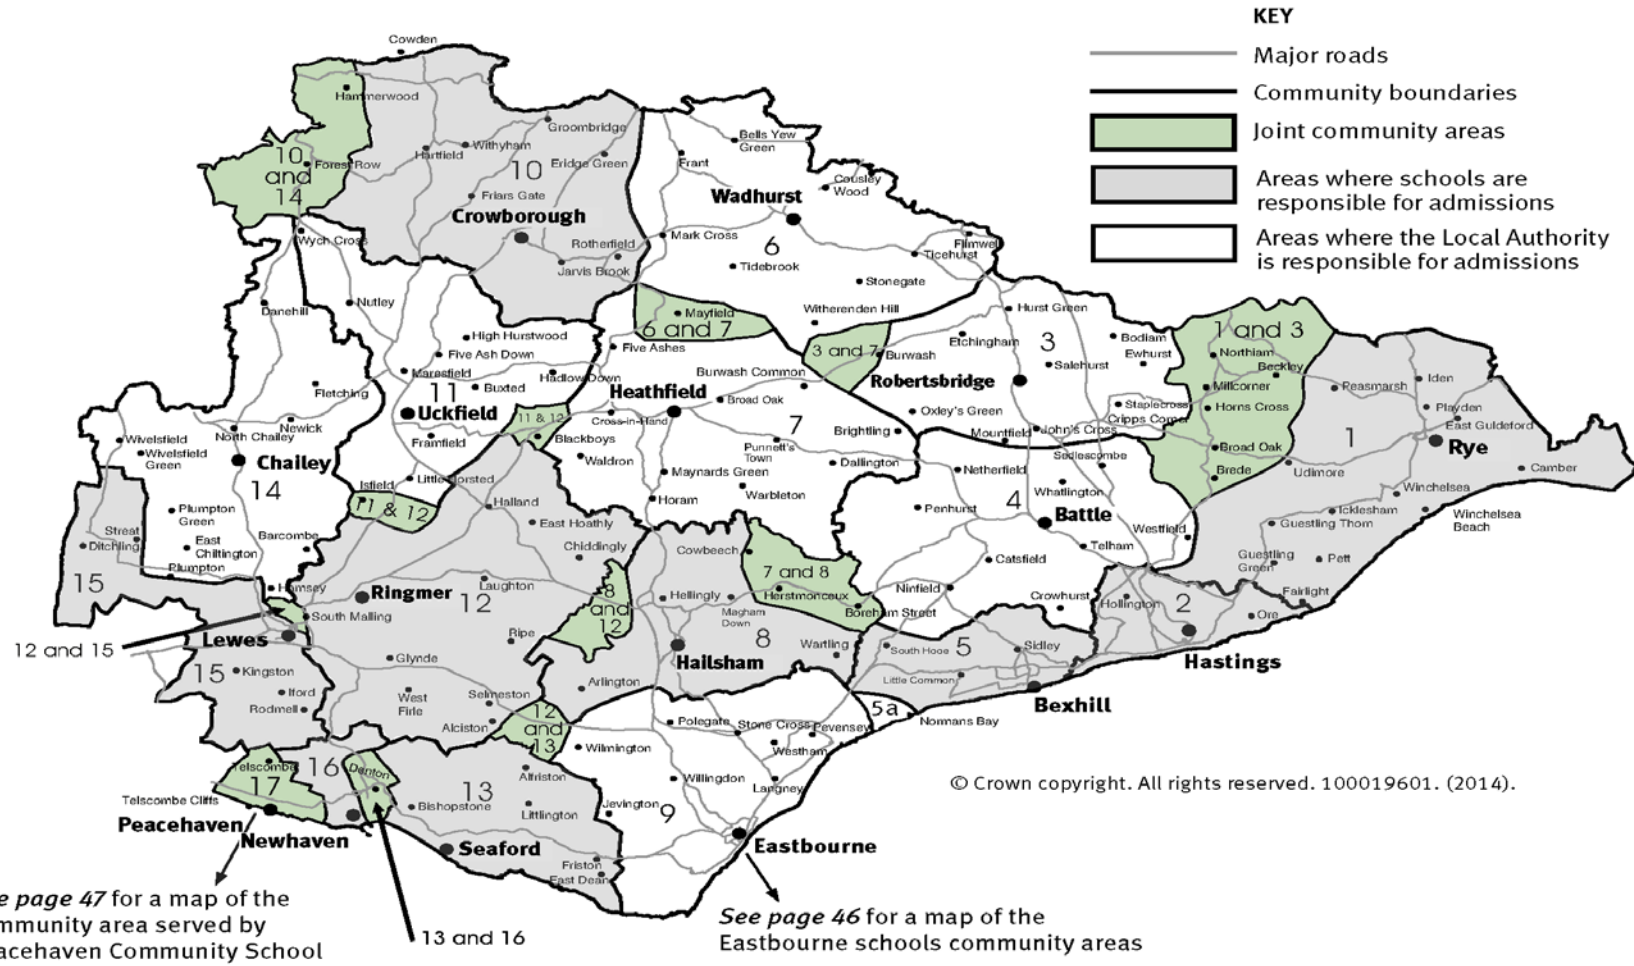 KEY
Major roads
Community boundaries
Joint community areas
Areas where schools are
responsible for admissions
Areas where the Local Authority
is responsible for admissions
Cowden
Hammerwood
Groombridge
Withyham
Hartfield
Eridge Green
10
Friars Gate
Crowborough
Rotherfield
Jarvis Brook
10
and
14
Forest Row
Wych Cross
Bells Yew
Green
Frant
Cousley
Wood
Wadhurst
Mark Cross
6
Tidebrook
Flimwell
Ticehurst
Stonegate
Witherenden Hill
Mayfield
6 and 7
Five Ashes
3 and 7
Burwash
Burwash Common
Danehill
Nutley
High Hurstwood
Five Ash Down
Maresfield
Hadlow Down
11
Buxted
Uckfield
Framfield
Fletching
Newick
North Chailey
Wivelsfield
Wivelsfield
Green
Chailey
14
Plumpton
Green
East
Chiltington
Barcombe
Plumpton
Streat
Ditchling
15
Hamsey
11 & 12
Blackboys
Isfield
Little Horsted
11 & 12
Heathfield
Cross-in-Hand
Broad Oak
7
Waldron
Punnett's
Town
Maynards Green
Warbleton
Horam
Brightling
Dallington
Hurst Green
Etchingham
3
Salehurst
Bodiam
Ewhurst
Robertsbridge
Oxley's Green
Staplecross
Cripps Corner
Mountfield
John's Cross
1 and 3
Northiam
Beckley
Millcorner
Horns Cross
Broad Oak
Brede
Peasmarsh
Iden
Playden
East Guldeford
1
Rye
Udimore
Camber
Winchelsea
Winchelsea
Beach
Icklesham
Guestling Thorn
Guestling
Green
Pett
Fairlight
Sedlescombe
Netherfield
Whatlington
4
Battle
Penhurst
Westfield
Telham
Catsfield
Ninfield
Crowhurst
Hollington
2
Ore
Hastings
Halland
East Hoathly
Chiddingly
Laughton
Ringmer
12
Ripe
8
and
12
South Malling
Lewes
12 and 15
Glynde
West
Firle
Selmeston
Alciston
15
Kingston
Iford
Rodmell
Cowbeech
7 and 8
Herstmonceux
Boreham Street
Hellingly
Magham
Down
8
Wartling
Hailsham
Arlington
South Hooe
5
Sidley
Little Common
Bexhill
5a
Normans Bay
12
and
13
Wilmington
Polegate
Stone Cross
Pevensey
Westham
Willingdon
Langney
Jevington
9
Eastbourne
Telscombe
17
16
Denton
Telscombe Cliffs
Peacehaven
Newhaven
Bishopstone
13
Alfriston
Littlington
Seaford
Friston
East Dean
© Crown copyright. All rights reserved. 100019601. (2014).
e page 47 for a map of the
mmunity area served by
acehaven Community School
13 and 16
See page 46 for a map of the
Eastbourne schools community areas